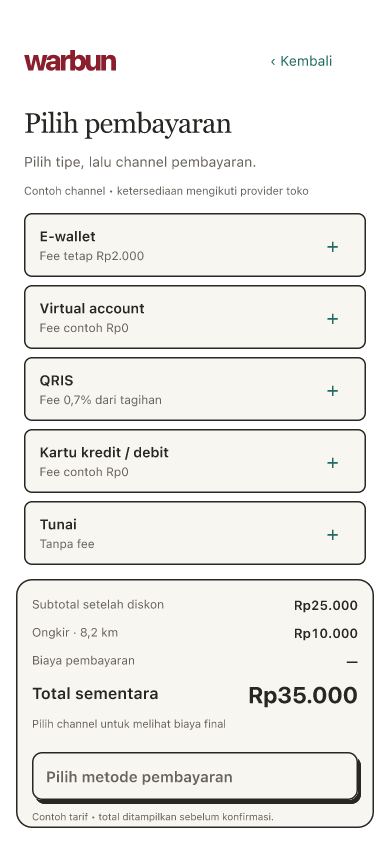 warbun
‹ Kembali
Pilih pembayaran
Pilih tipe, lalu channel pembayaran.
Contoh channel • ketersediaan mengikuti provider toko
E-wallet
Fee tetap Rp2.000
+
Virtual account
Fee contoh Rp0
+
QRIS
Fee 0,7% dari tagihan
+
Kartu kredit / debit
Fee contoh Rp0
+
Tunai
Tanpa fee
+
Subtotal setelah diskon Rp25.000
Ongkir · 8,2 km Rp10.000
Biaya pembayaran —
Total sementara Rp35.000
Pilih channel untuk melihat biaya final
Pilih metode pembayaran
Contoh tarif • total ditampilkan sebelum konfirmasi.